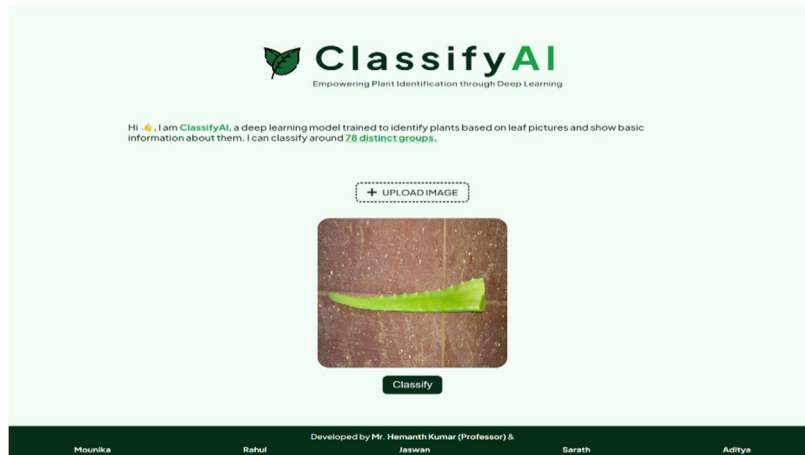 ClassifyAI
Empowering Plant Identification through Deep Learning
Hi 👋, I am ClassifyAI, a deep learning model trained to identify plants based on leaf pictures and show basic
information about them. I can classify around 78 distinct groups.
+ UPLOAD IMAGE
Classify
Developed by Mr. Hemanth Kumar (Professor) &
Mounika Rahul Jaswan Sarath Aditya